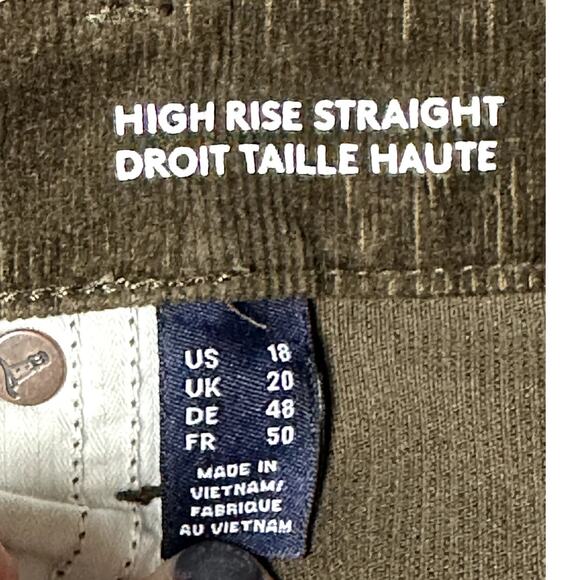 HIGH RISE STRAIGHT
DROIT TAILLE HAUTE
US 18
UK 20
DE 48
FR 50
MADE IN
VIETNAM/
FABRIQUE
AU VIETNAM